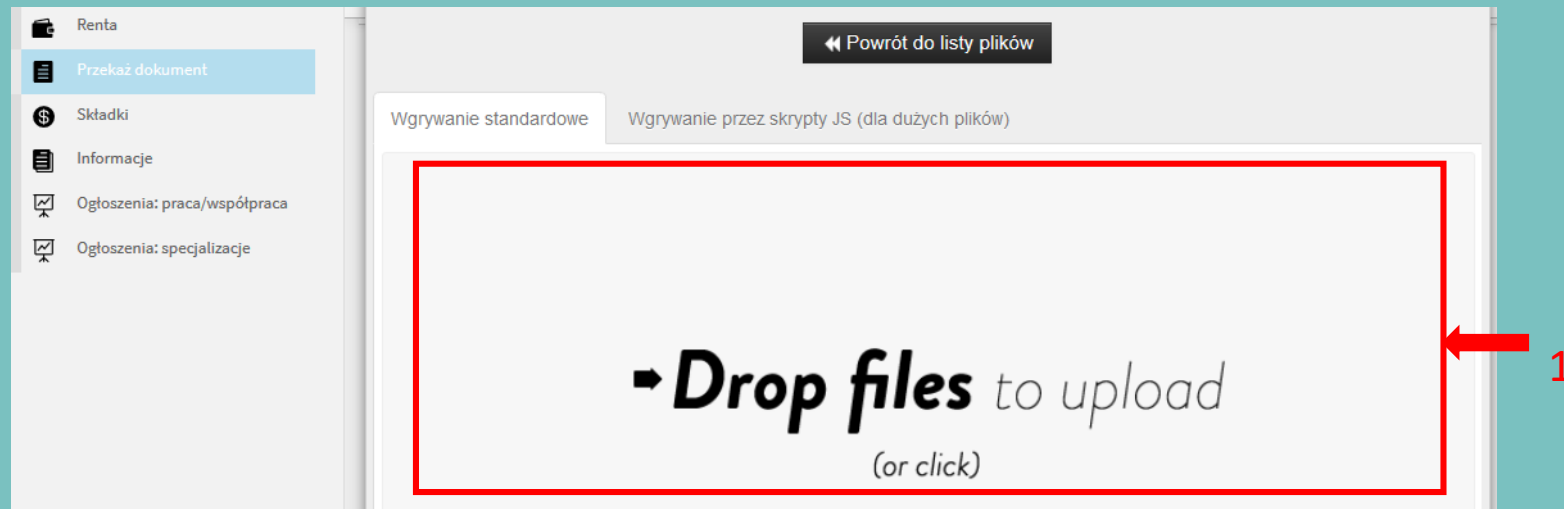 Renta
Przekaż dokument
Składki
Informacje
Ogłoszenia: praca/współpraca
Ogłoszenia: specjalizacje
Powrót do listy plików
Wgrywanie standardowe
Wgrywanie przez skrypty JS (dla dużych plików)
Drop files to upload
(or click)
1